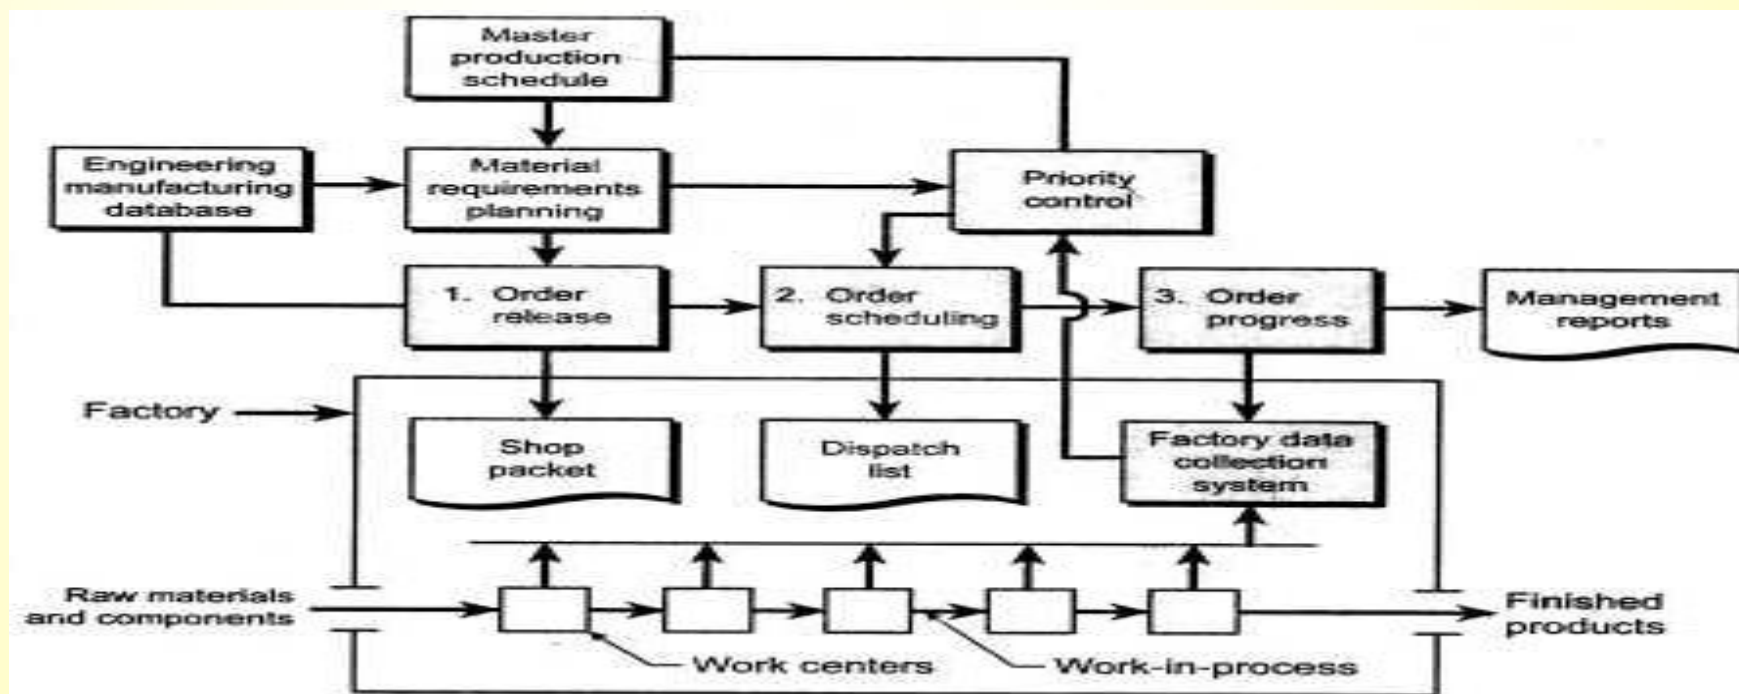 Master
production
schedule
Engineering
manufacturing
database
Material
requirements
planning
Priority
control
1. Order
release
2. Order
scheduling
3. Order
progress
Management
reports
Factory
Shop
packet
Dispatch
list
Factory data
collection
system
Raw materials
and components
Finished
products
Work centers
Work-in-process